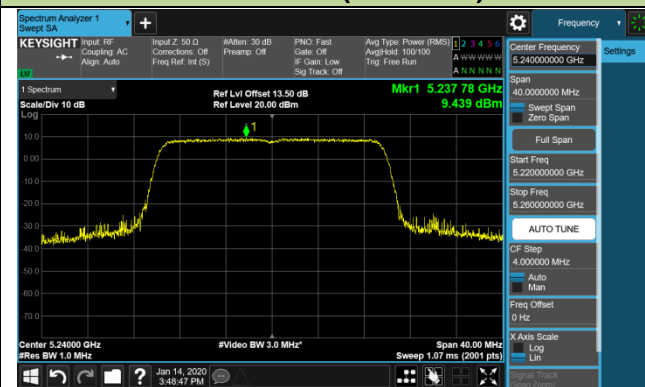 Spectrum Analyzer 1
Swept SA
+
Frequency
KEYSIGHT
Input: RF
Coupling: AC
Align: Auto
Input Z: 50 Ω
Corrections: Off
Freq Ref: Int (S)
#Atten: 30 dB
Preamp: Off
PNO: Fast
Gate: Off
IF Gain: Low
Sig Track: Off
Avg Type: Power (RMS)
Avg|Hold: 100/100
Trig: Free Run
1 2 3 4 5 6
A W W W W W
A N N N N N
LXI
Center Frequency
5.240000000 GHz
Settings
Span
40.0000000 MHz
Swept Span
Zero Span
Full Span
Start Freq
5.220000000 GHz
Stop Freq
5.260000000 GHz
AUTO TUNE
CF Step
4.000000 MHz
Auto
Man
Freq Offset
0 Hz
X Axis Scale
Log
Lin
Signal Track
(Span Zoom)
1 Spectrum
Scale/Div 10 dB
Log
Ref Lvl Offset 13.50 dB
Ref Level 20.00 dBm
Mkr1 5.237 78 GHz
9.439 dBm
1
10.0
0.00
-10.0
-20.0
-30.0
-40.0
-50.0
-60.0
-70.0
Center 5.24000 GHz
#Res BW 1.0 MHz
#Video BW 3.0 MHz*
Span 40.00 MHz
Sweep 1.07 ms (2001 pts)
?
Jan 14, 2020
3:48:47 PM